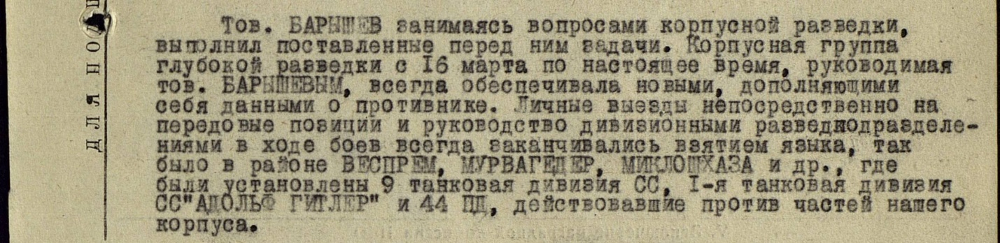 Тов. БАРЫШЕВ занимаясь вопросами корпусной разведки,
выполнил поставленные перед ним задачи. Корпусная группа
глубокой разведки с 16 марта по настоящее время, руководимая
тов. БАРЫШЕВЫМ, всегда обеспечивала новыми, дополняющими
себя данными о противнике. Личные выезды непосредственно на
передовые позиции и руководство дивизионными разведподразделе-
ниями в ходе боев всегда заканчивались взятием языка, так
было в районе ВЕСПРЕМ, МУРВАГЕДЕР, МИКЛОШХАЗА и др., где
были установлены 9 танковая дивизия СС, I-я танковая дивизия
СС"АДОЛЬФ ГИТЛЕР" и 44 ПД, действовавшие против частей нашего
корпуса.
ДЛЯ ПОД